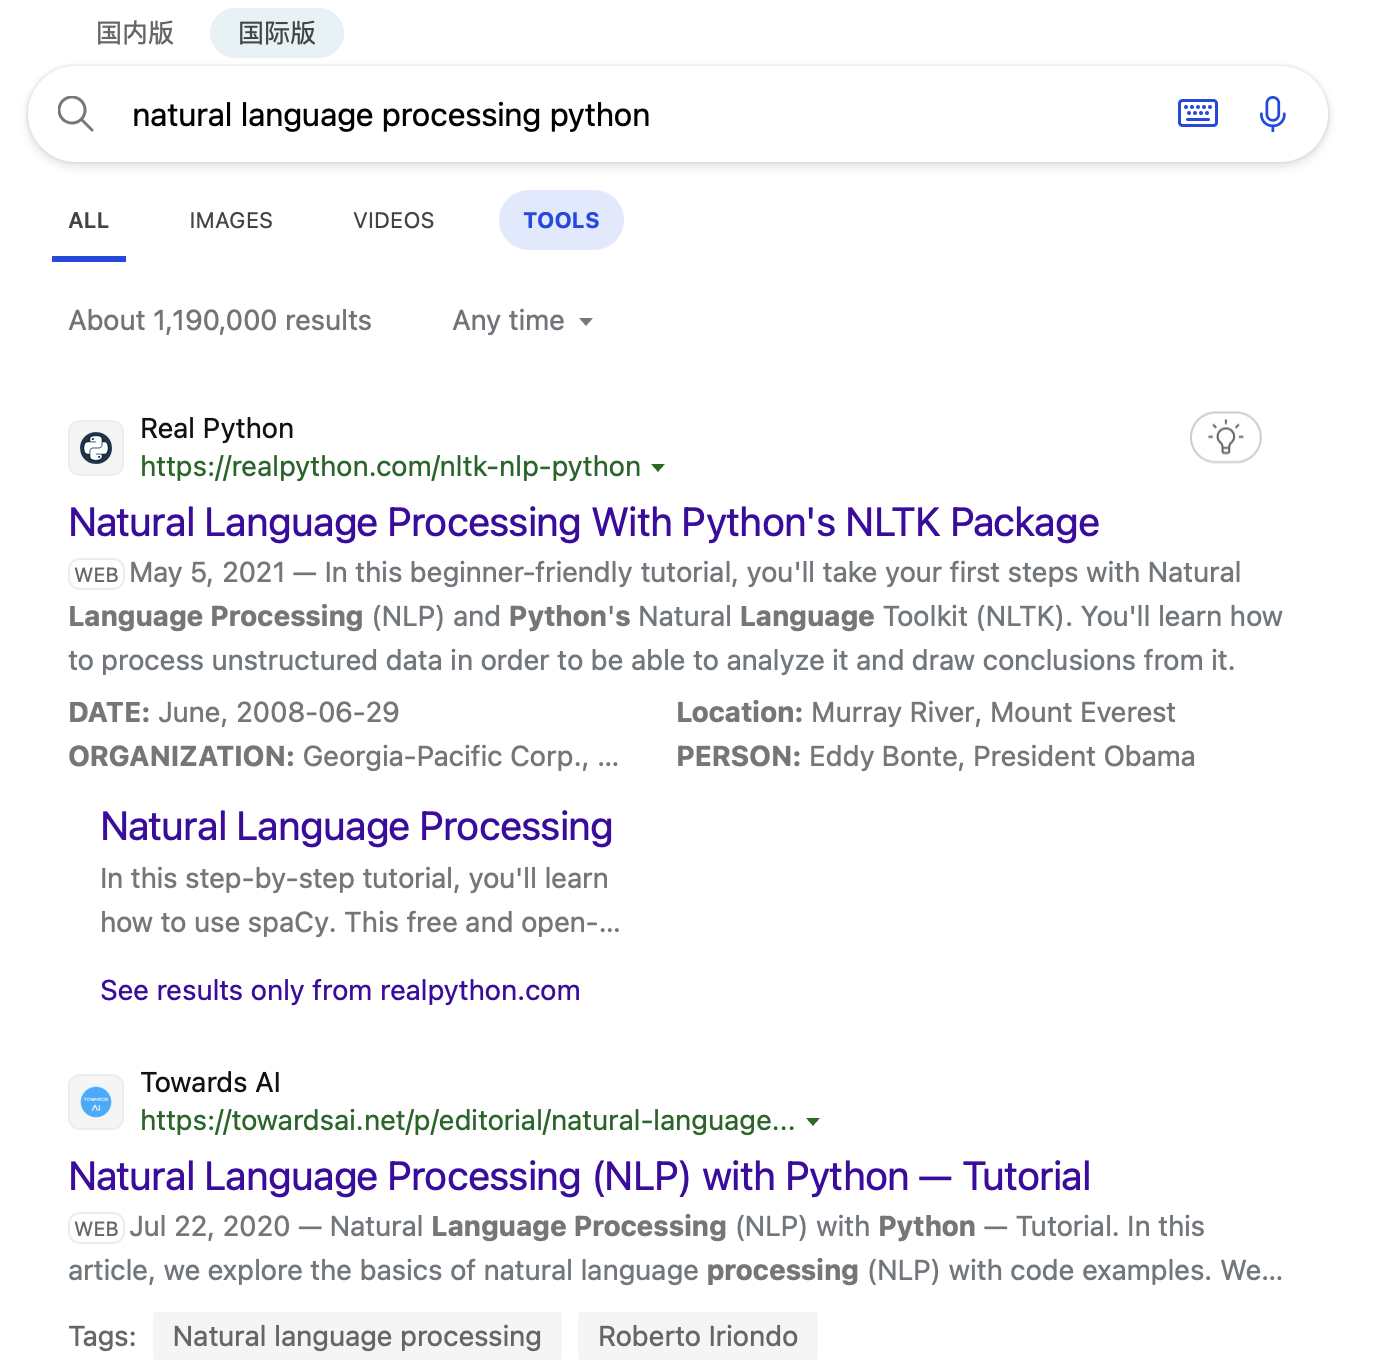 国内版 国际版
natural language processing python
ALL IMAGES VIDEOS TOOLS
About 1,190,000 results Any time
Real Python
https://realpython.com/nltk-nlp-python
Natural Language Processing With Python's NLTK Package
WEB May 5, 2021 — In this beginner-friendly tutorial, you'll take your first steps with Natural
Language Processing (NLP) and Python's Natural Language Toolkit (NLTK). You'll learn how
to process unstructured data in order to be able to analyze it and draw conclusions from it.
DATE: June, 2008-06-29 Location: Murray River, Mount Everest
ORGANIZATION: Georgia-Pacific Corp., ... PERSON: Eddy Bonte, President Obama
Natural Language Processing
In this step-by-step tutorial, you'll learn
how to use spaCy. This free and open-...
See results only from realpython.com
Towards AI
TOWARDS
AI
https://towardsai.net/p/editorial/natural-language...
Natural Language Processing (NLP) with Python — Tutorial
WEB Jul 22, 2020 — Natural Language Processing (NLP) with Python — Tutorial. In this
article, we explore the basics of natural language processing (NLP) with code examples. We...
Tags: Natural language processing Roberto Iriondo